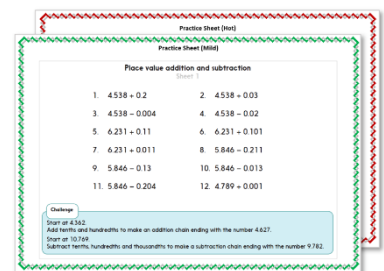 Practice Sheet (Hot)
Practice Sheet (Mild)
Place value addition and subtraction
Sheet 1
1. 4.538 + 0.2 2. 4.538 + 0.03
3. 4.538 – 0.004 4. 4.538 – 0.02
5. 6.231 + 0.11 6. 6.231 + 0.101
7. 6.231 + 0.011 8. 5.846 – 0.211
9. 5.846 – 0.13 10. 5.846 – 0.013
11. 5.846 – 0.204 12. 4.789 + 0.001
Challenge
Start at 4.362.
Add tenths and hundredths to make an addition chain ending with the number 4.627.
Start at 10.769.
Subtract tenths, hundredths and thousandths to make a subtraction chain ending with the number 9.782.